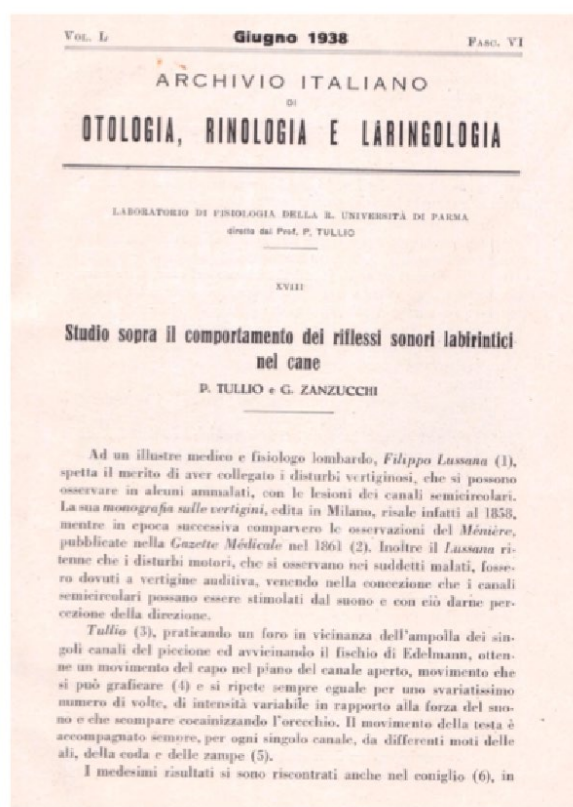 VOL. L Giugno 1938 FASC. VI
ARCHIVIO ITALIANO
DI
OTOLOGIA, RINOLOGIA E LARINGOLOGIA
LABORATORIO DI FISIOLOGIA DELLA R. UNIVERSITÀ DI PARMA
diretto dal Prof. P. TULLIO
XVIII
Studio sopra il comportamento dei riflessi sonori labirintici
nel cane
P. TULLIO e G. ZANZUCCHI
Ad un illustre medico e fisiologo lombardo, Filippo Lussana (1),
spetta il merito di aver collegato i disturbi vertiginosi, che si possono
osservare in alcuni ammalati, con le lesioni dei canali semicircolari.
La sua monografia sulle vertigini, edita in Milano, risale infatti al 1858,
mentre in epoca successiva comparvero le osservazioni del Ménière,
pubblicate nella Gazette Médicale nel 1861 (2). Inoltre il Lussana ri-
tenne che i disturbi motori, che si osservano nei suddetti malati, fosse-
ro dovuti a vertigine auditiva, venendo nella concezione che i canali
semicircolari possano essere stimolati dal suono e con ciò darne per-
cezione della direzione.
Tullio (3), praticando un foro in vicinanza dell'ampolla dei sin-
goli canali del piccione ed avvicinando il fischio di Edelmann, otten-
ne un movimento del capo nel piano del canale aperto, movimento che
si può graficare (4) e si ripete sempre eguale per uno svariatissimo
numero di volte, di intensità variabile in rapporto alla forza del suo-
no e che scompare cocainizzando l'orecchio. Il movimento della testa è
accompagnato sempre, per ogni singolo canale, da differenti moti delle
ali, della coda e delle zampe (5).
I medesimi risultati si sono riscontrati anche nel coniglio (6), in